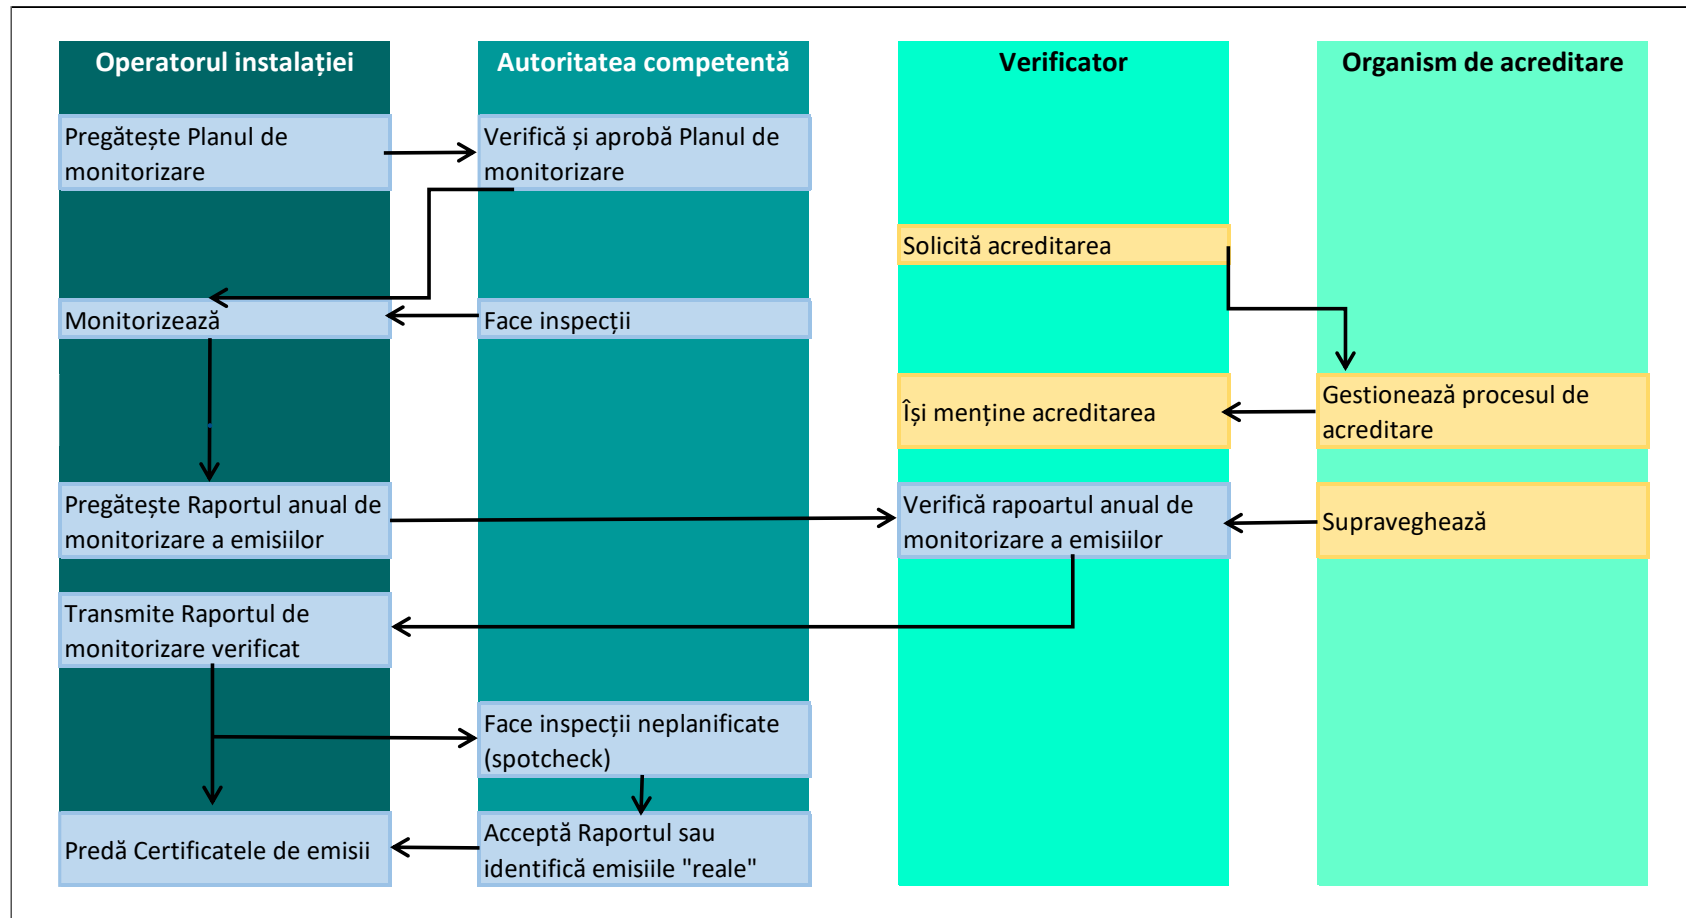 Operatorul instalației
Autoritatea competentă
Verificator
Organism de acreditare
Pregătește Planul de
monitorizare
Verifică și aprobă Planul de
monitorizare
Solicită acreditarea
Monitorizează
Face inspecții
Își menține acreditarea
Gestionează procesul de
acreditare
Pregătește Raportul anual de
monitorizare a emisiilor
Verifică rapoartul anual de
monitorizare a emisiilor
Supraveghează
Transmite Raportul de
monitorizare verificat
Face inspecții neplanificate
(spotcheck)
Predă Certificatele de emisii
Acceptă Raportul sau
identifică emisiile "reale"